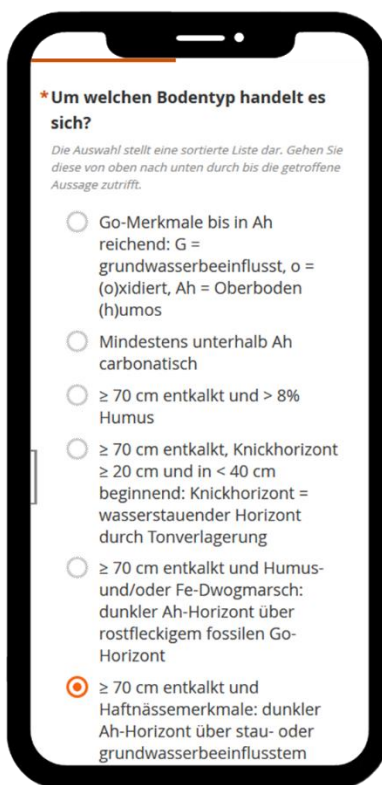 *Um welchen Bodentyp handelt es
sich?
Die Auswahl stellt eine sortierte Liste dar. Gehen Sie
diese von oben nach unten durch bis die getroffene
Aussage zutrifft.
Go-Merkmale bis in Ah
reichend: G =
grundwasserbeeinflusst, o =
(o)xidiert, Ah = Oberboden
(h)umos
Mindestens unterhalb Ah
carbonatisch
≥ 70 cm entkalkt und > 8%
Humus
≥ 70 cm entkalkt, Knickhorizont
≥ 20 cm und in < 40 cm
beginnend: Knickhorizont =
wasserstauender Horizont
durch Tonverlagerung
≥ 70 cm entkalkt und Humus-
und/oder Fe-Dwogmarsch:
dunkler Ah-Horizont über
rostfleckigem fossilen Go-
Horizont
≥ 70 cm entkalkt und
Haftnässemerkmale: dunkler
Ah-Horizont über stau- oder
grundwasserbeeinflusstem